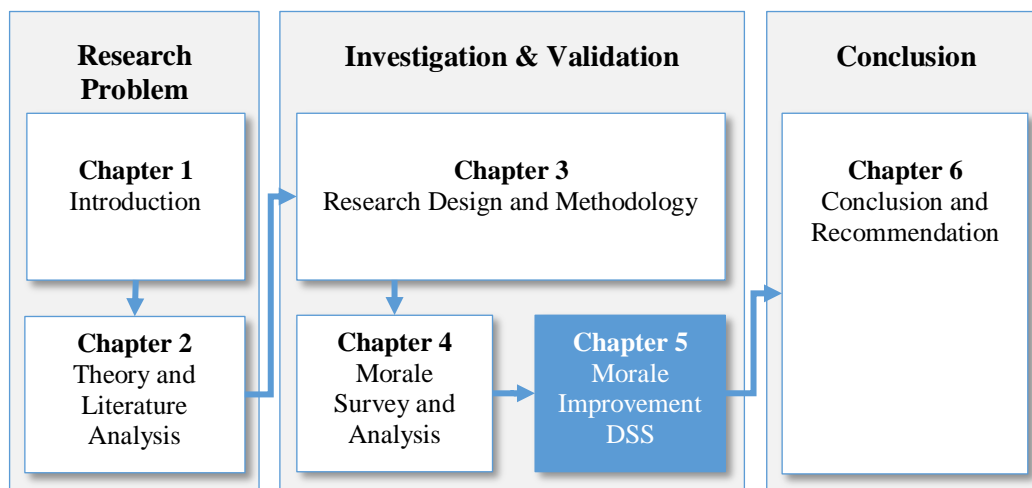 Research
Problem
Chapter 1
Introduction
Chapter 2
Theory and
Literature
Analysis
Investigation & Validation
Chapter 3
Research Design and Methodology
Chapter 4
Morale
Survey and
Analysis
Chapter 5
Morale
Improvement
DSS
Conclusion
Chapter 6
Conclusion and
Recommendation